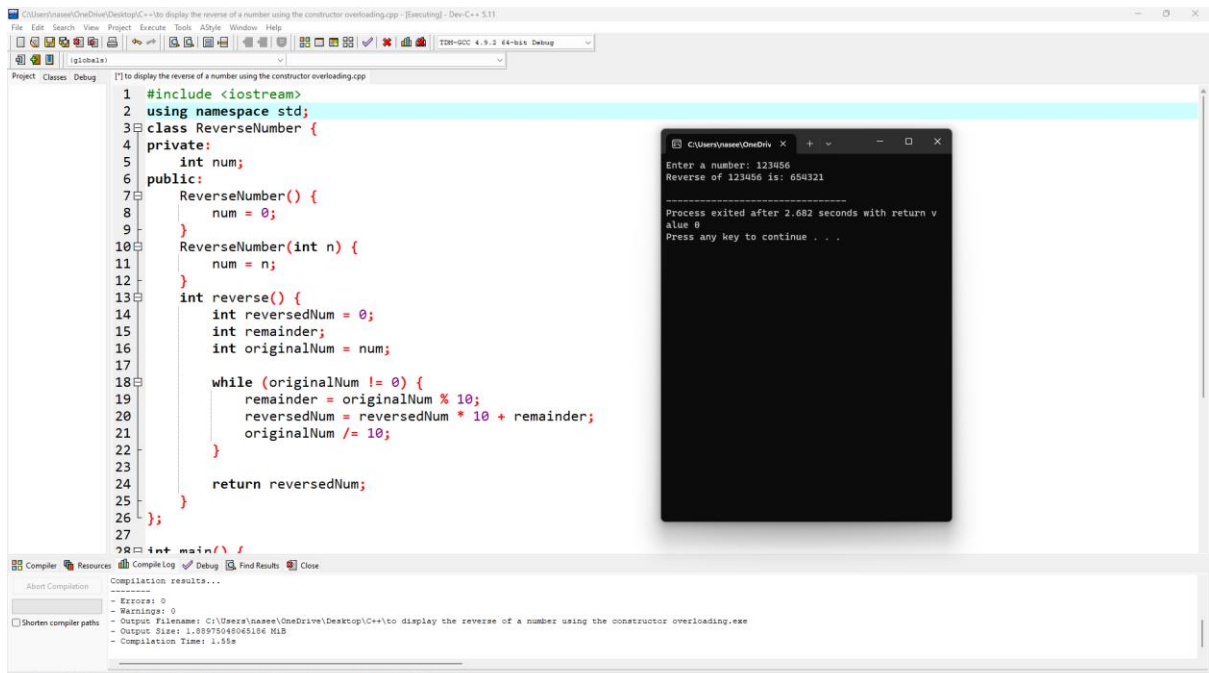 C:\Users\nasee\OneDrive\Desktop\C++\to display the reverse of a number using the constructor overloading.cpp - [Executing] - Dev-C++ 5.11
File Edit Search View Project Execute Tools AStyle Window Help
TDM-GCC 4.9.2 64-bit Debug
(globals)
Project Classes Debug
[*] to display the reverse of a number using the constructor overloading.cpp
1 #include <iostream>
2 using namespace std;
3 class ReverseNumber {
4 private:
5 int num;
6 public:
7 ReverseNumber() {
8 num = 0;
9 }
10 ReverseNumber(int n) {
11 num = n;
12 }
13 int reverse() {
14 int reversedNum = 0;
15 int remainder;
16 int originalNum = num;
17
18 while (originalNum != 0) {
19 remainder = originalNum % 10;
20 reversedNum = reversedNum * 10 + remainder;
21 originalNum /= 10;
22 }
23
24 return reversedNum;
25 }
26 };
27
28 int main() {
C:\Users\nasee\OneDriv
Enter a number: 123456
Reverse of 123456 is: 654321
--------------------------------
Process exited after 2.682 seconds with return v
alue 0
Press any key to continue . . .
Compiler Resources Compile Log Debug Find Results Close
Abort Compilation
Shorten compiler paths
Compilation results...
--------
- Errors: 0
- Warnings: 0
- Output Filename: C:\Users\nasee\OneDrive\Desktop\C++\to display the reverse of a number using the constructor overloading.exe
- Output Size: 1.88975048065186 MiB
- Compilation Time: 1.55s